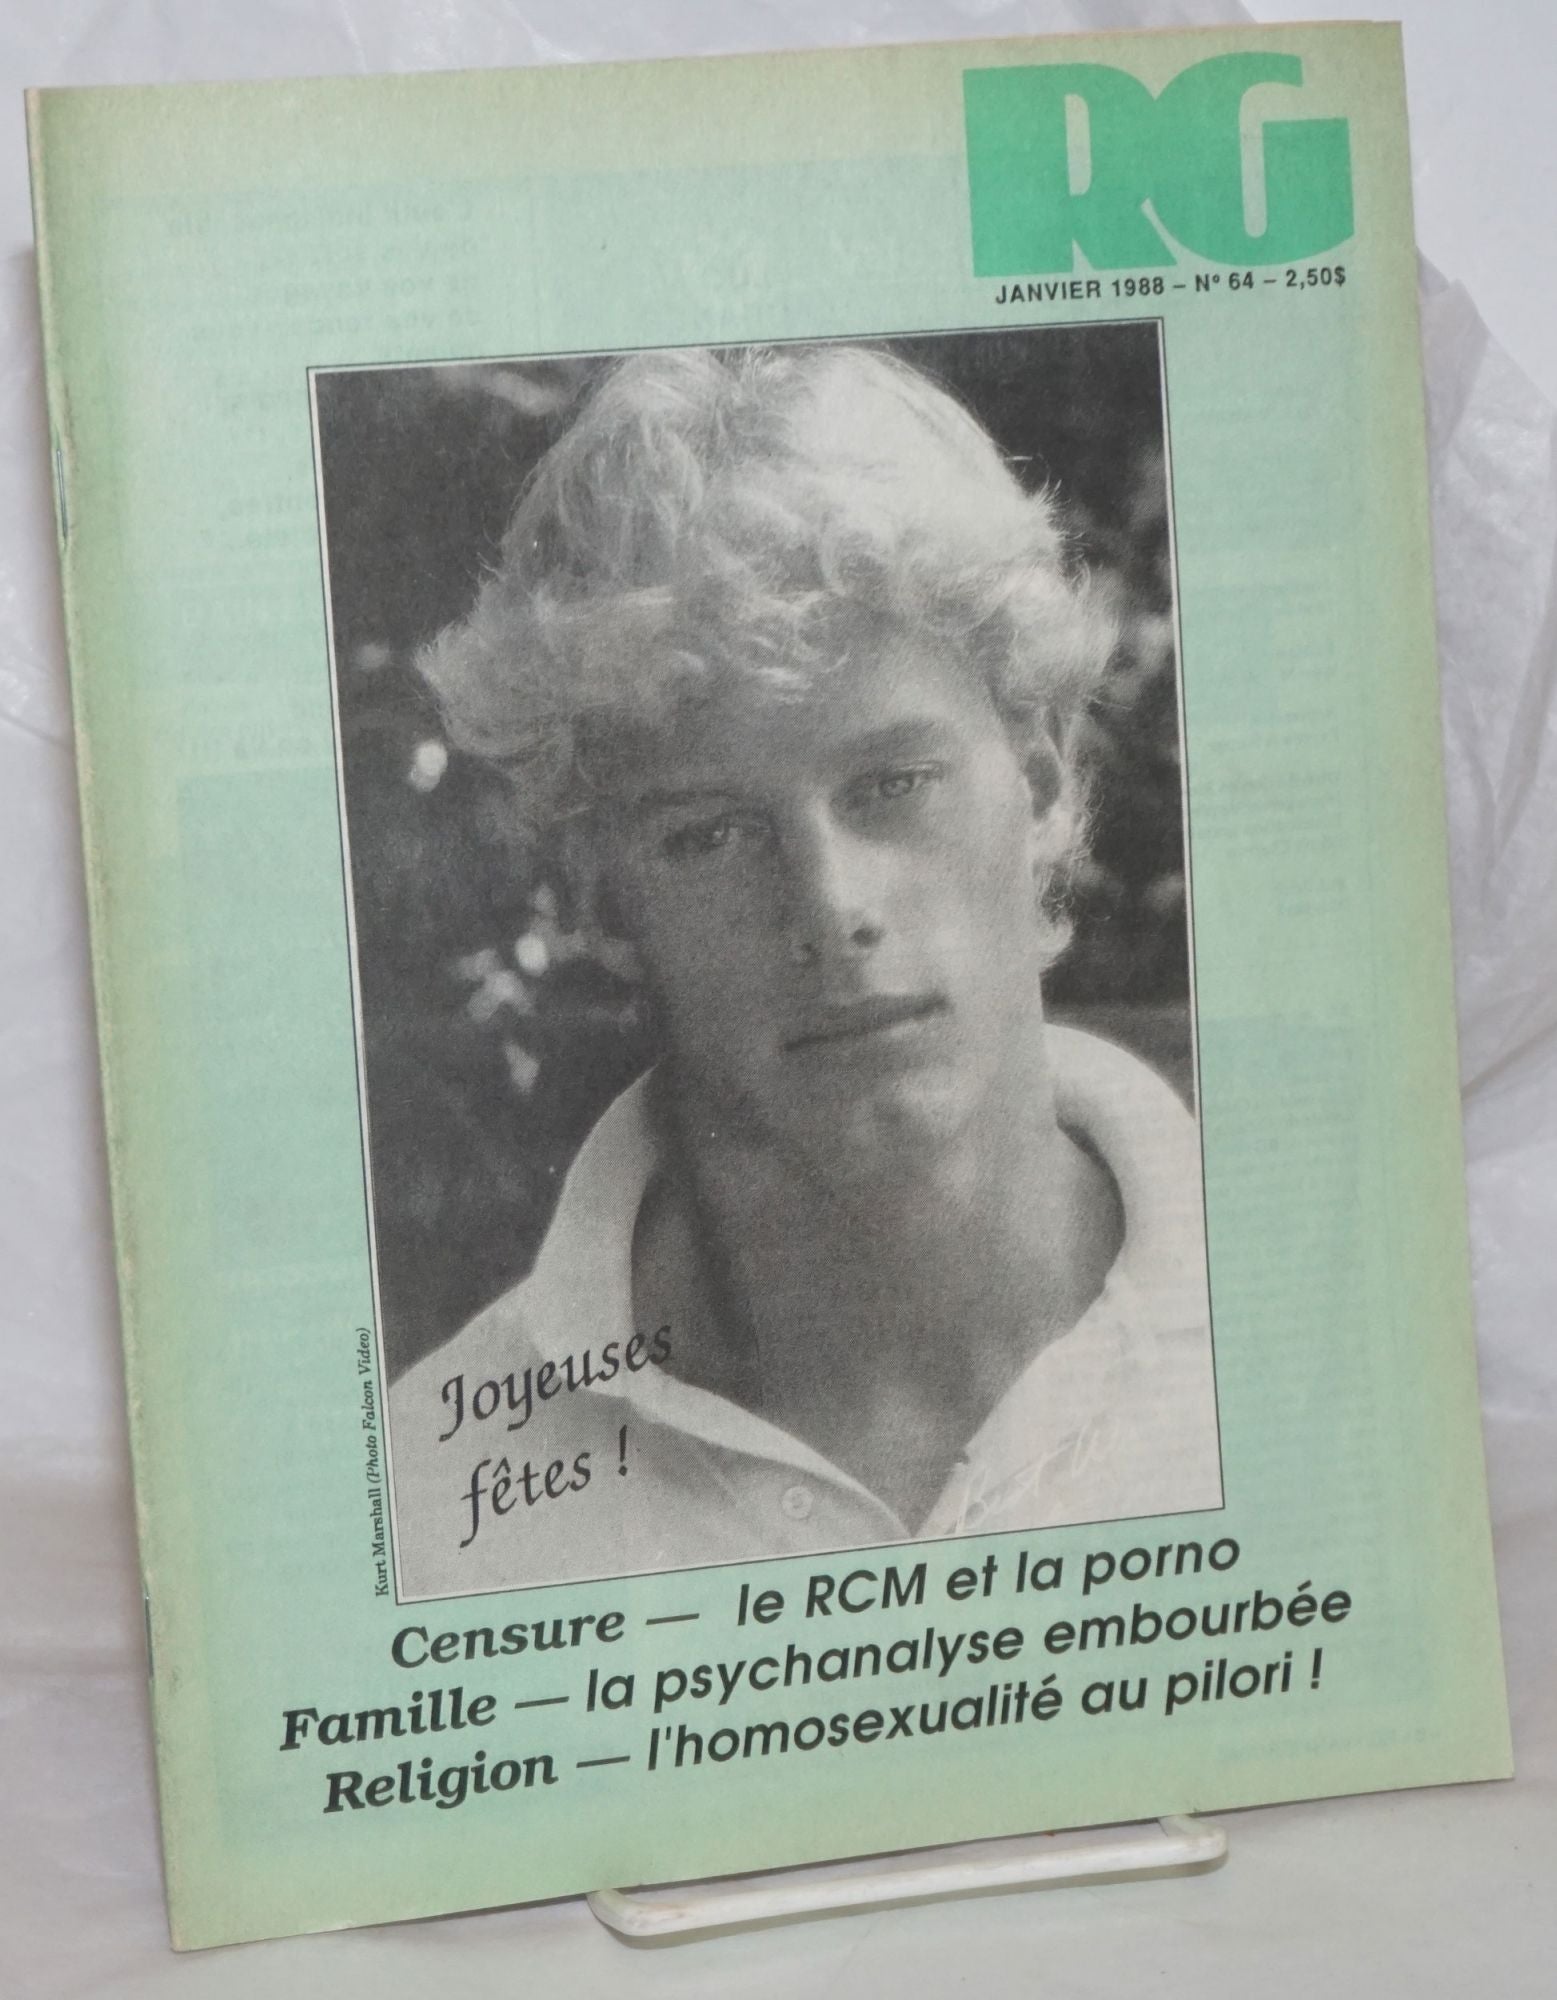 RG
JANVIER 1988 – Nº 64 – 2,50$
Kurt Marshall (Photo Falcon Video)
Joyeuses
fêtes !
Censure — le RCM et la porno
Famille — la psychanalyse embourbée
Religion — l'homosexualité au pilori !